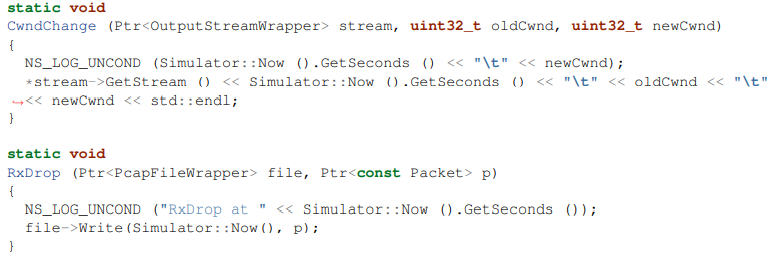 static void
CwndChange (Ptr<OutputStreamWrapper> stream, uint32_t oldCwnd, uint32_t newCwnd)
{
  NS_LOG_UNCOND (Simulator::Now ().GetSeconds () << "\t" << newCwnd);
  *stream->GetStream () << Simulator::Now ().GetSeconds () << "\t" << oldCwnd << "\t"
↪<< newCwnd << std::endl;
}

static void
RxDrop (Ptr<PcapFileWrapper> file, Ptr<const Packet> p)
{
  NS_LOG_UNCOND ("RxDrop at " << Simulator::Now ().GetSeconds ());
  file->Write(Simulator::Now(), p);
}